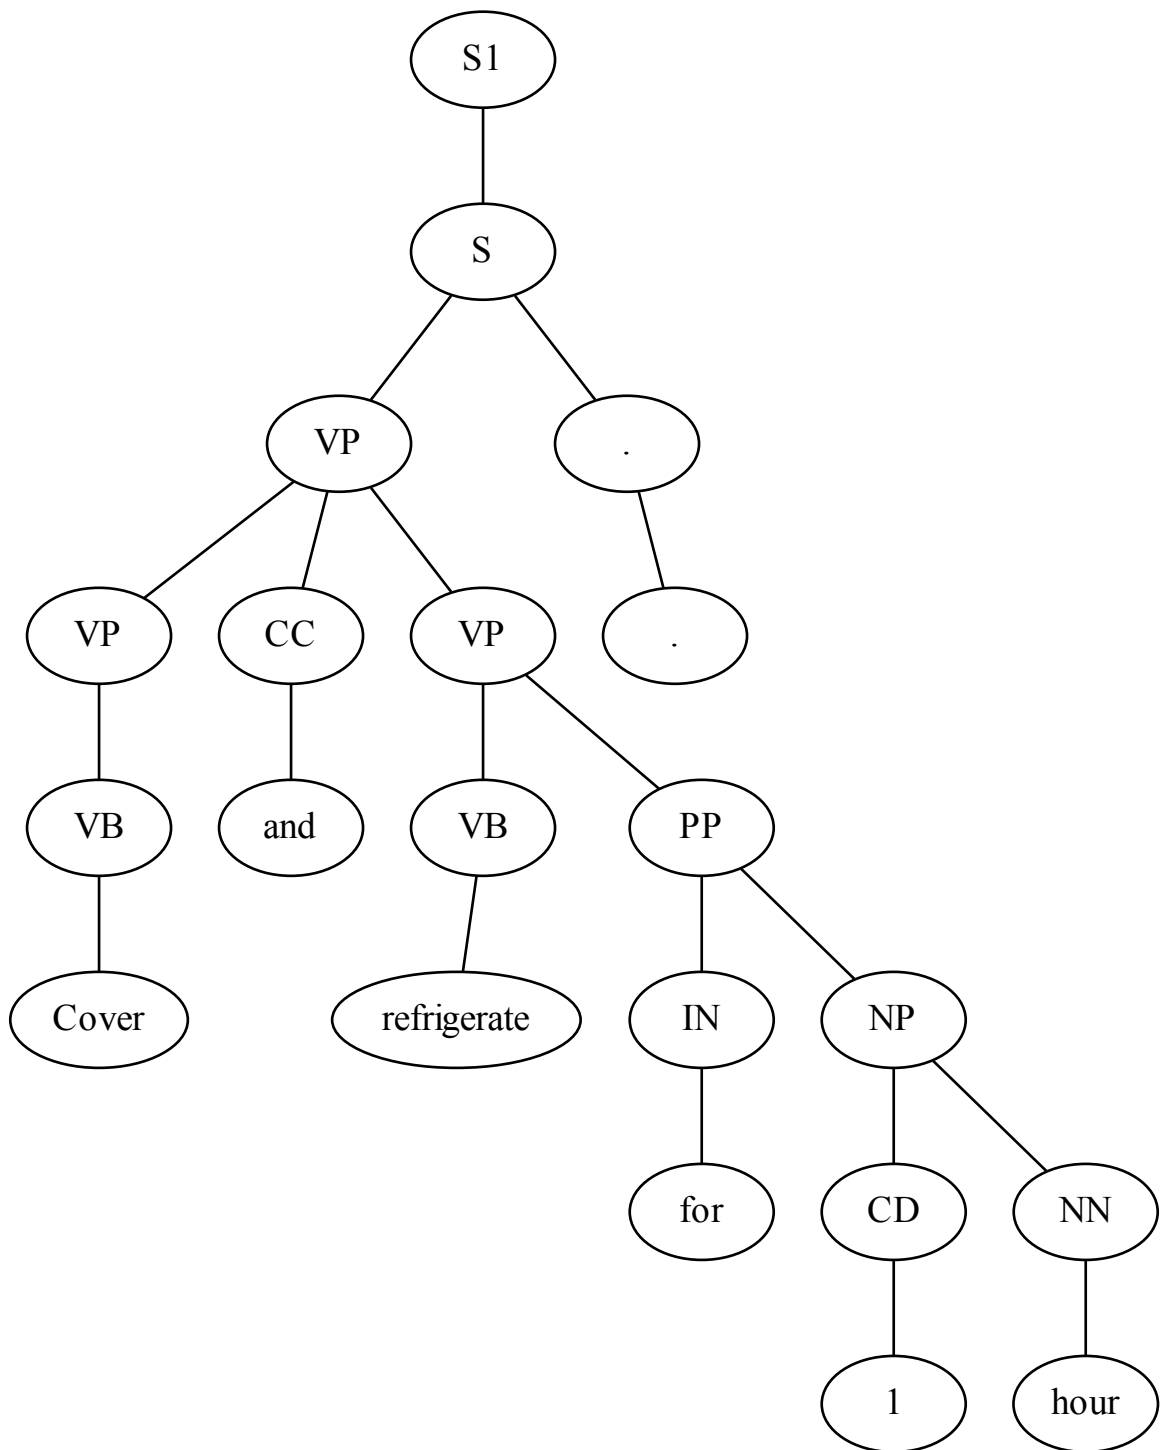 S1
S
VP .
VP CC VP .
VB and VB PP
Cover refrigerate IN NP
for CD NN
1 hour